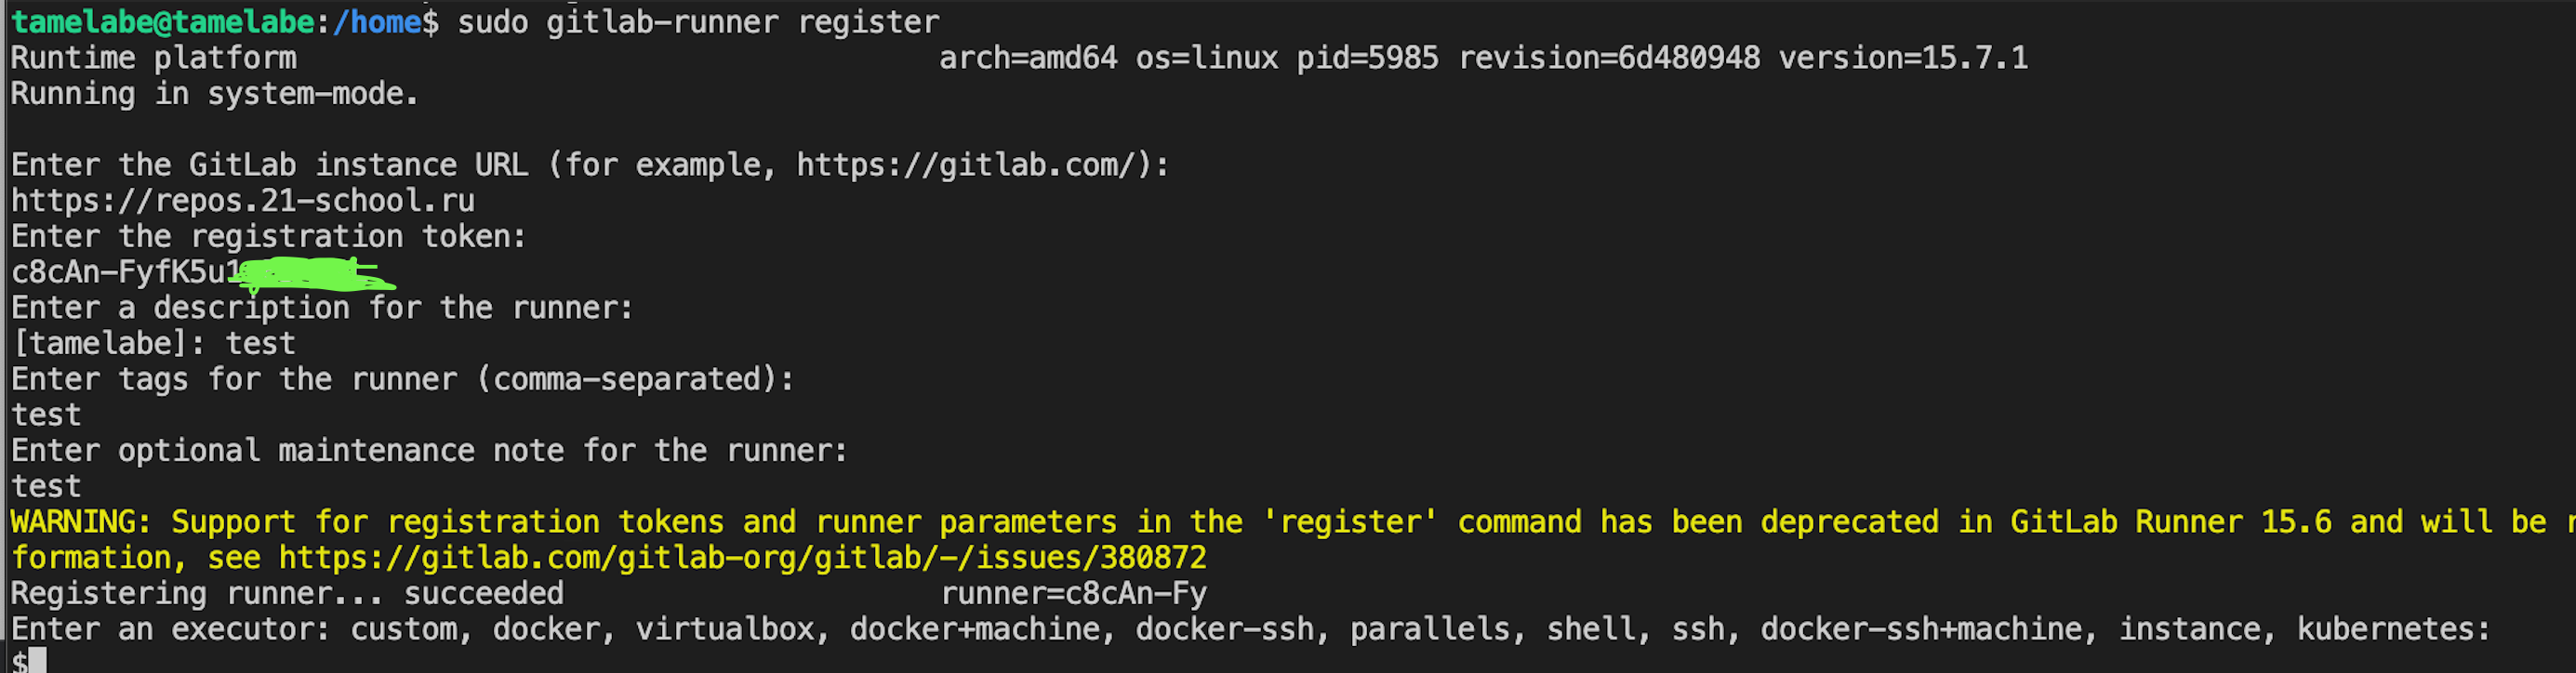 tamelabe@tamelabe:/home$ sudo gitlab-runner register
Runtime platform arch=amd64 os=linux pid=5985 revision=6d480948 version=15.7.1
Running in system-mode.
Enter the GitLab instance URL (for example, https://gitlab.com/):
https://repos.21-school.ru
Enter the registration token:
c8cAn-FyfK5u1
Enter a description for the runner:
[tamelabe]: test
Enter tags for the runner (comma-separated):
test
Enter optional maintenance note for the runner:
test
WARNING: Support for registration tokens and runner parameters in the 'register' command has been deprecated in GitLab Runner 15.6 and will be
formation, see https://gitlab.com/gitlab-org/gitlab/-/issues/380872
Registering runner... succeeded runner=c8cAn-Fy
Enter an executor: custom, docker, virtualbox, docker+machine, docker-ssh, parallels, shell, ssh, docker-ssh+machine, instance, kubernetes:
$